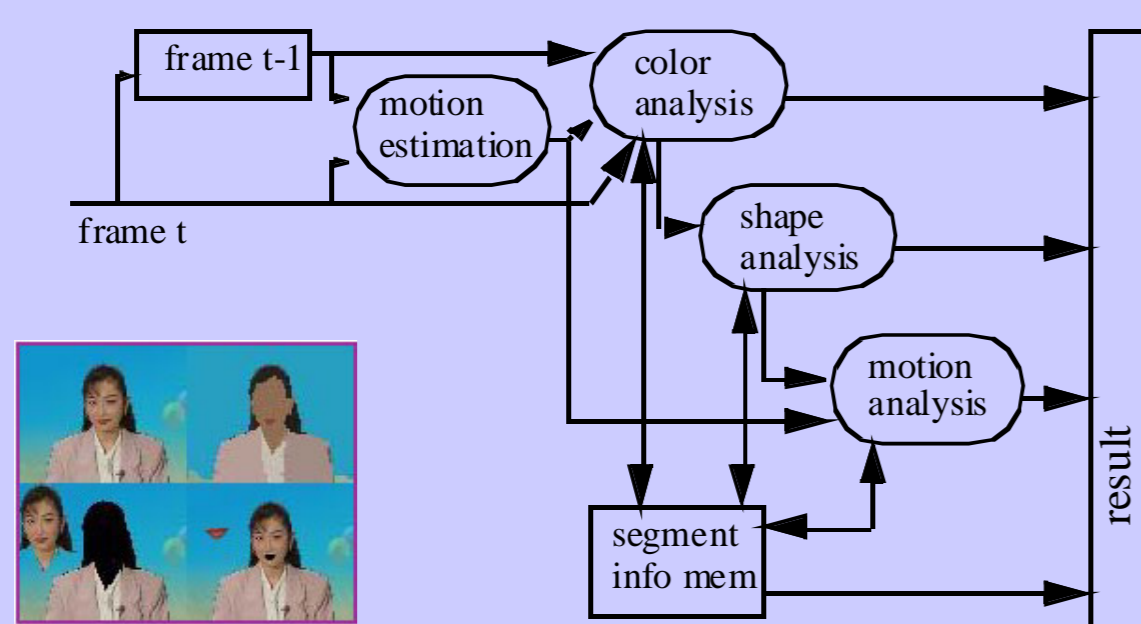 frame t-1
motion
estimation
color
analysis
frame t
shape
analysis
motion
analysis
segment
info mem
result